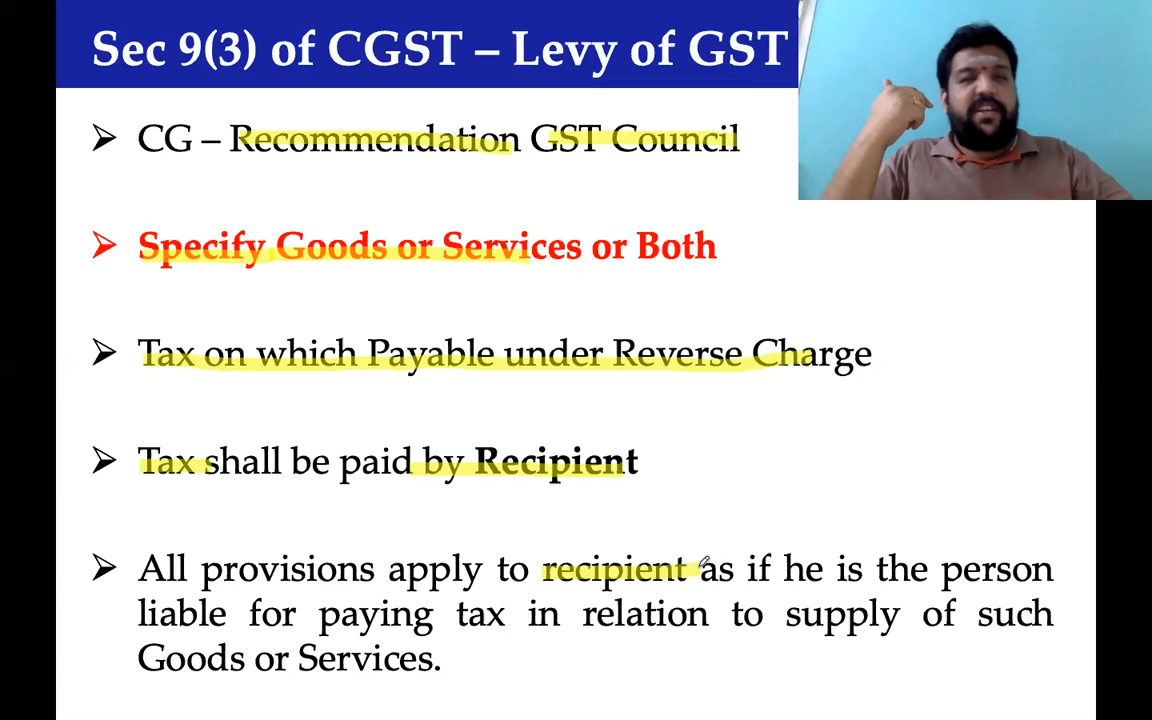 Sec 9(3) of CGST – Levy of GST
➢ CG – Recommendation GST Council
➢ Specify Goods or Services or Both
➢ Tax on which Payable under Reverse Charge
➢ Tax shall be paid by Recipient
➢ All provisions apply to recipient as if he is the person
liable for paying tax in relation to supply of such
Goods or Services.